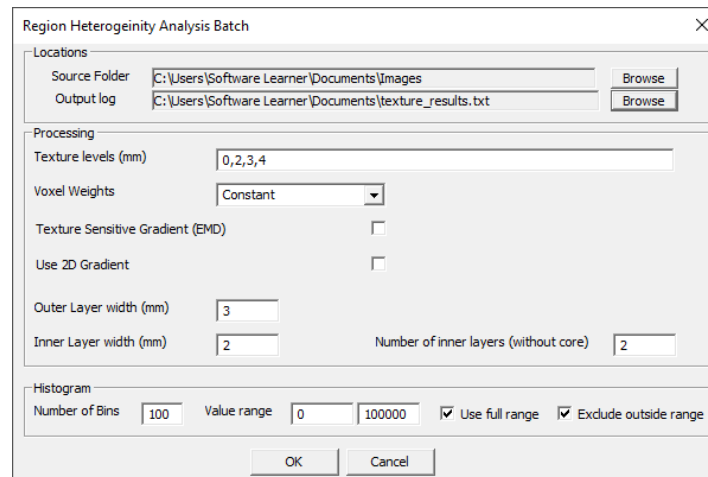 Region Heterogeinity Analysis Batch
Locations
Source Folder C:\Users\Software Learner\Documents\Images Browse
Output log C:\Users\Software Learner\Documents\texture_results.txt Browse
Processing
Texture levels (mm) 0,2,3,4
Voxel Weights Constant
Texture Sensitive Gradient (EMD)
Use 2D Gradient
Outer Layer width (mm) 3
Inner Layer width (mm) 2 Number of inner layers (without core) 2
Histogram
Number of Bins 100 Value range 0 100000 Use full range Exclude outside range
OK Cancel